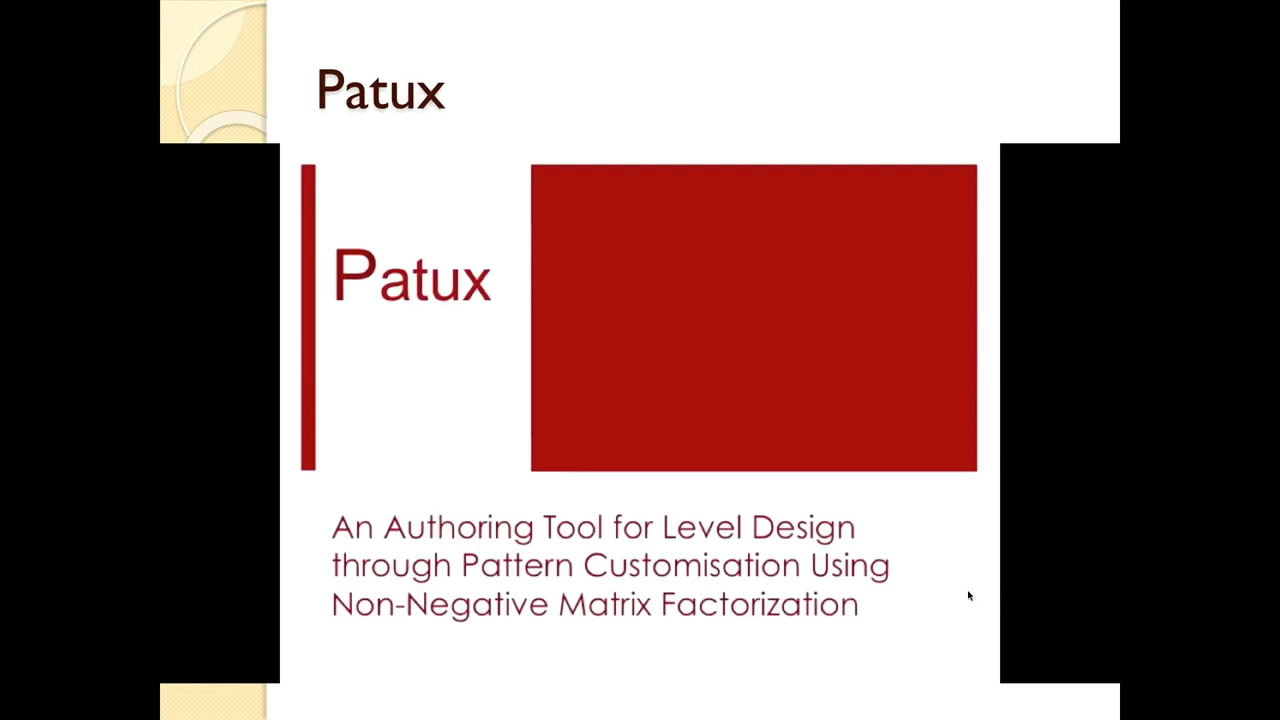 Patux
Patux
An Authoring Tool for Level Design
through Pattern Customisation Using
Non-Negative Matrix Factorization